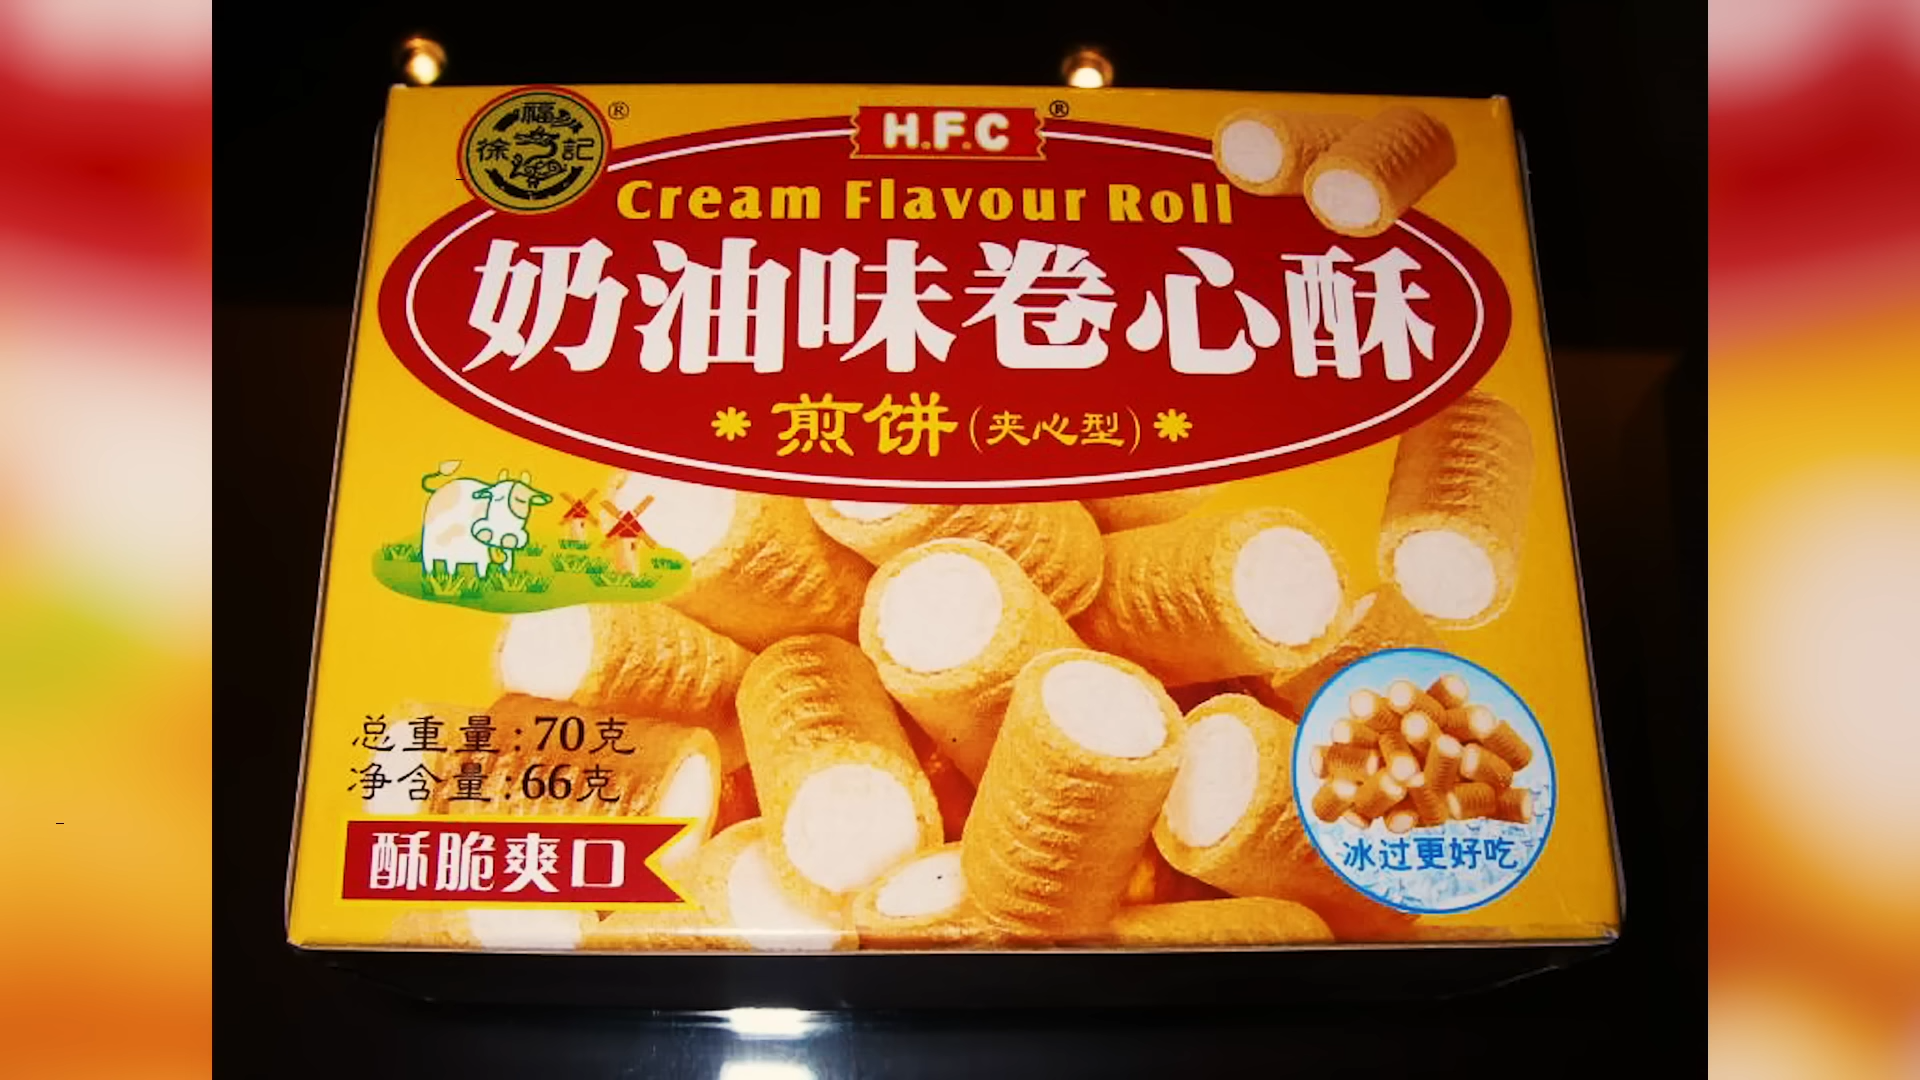 福
徐 記
®
H.F.C ®
Cream Flavour Roll
奶油味卷心酥
* 煎饼 (夹心型) *
总重量:70克
净含量:66克
酥脆爽口
冰过更好吃